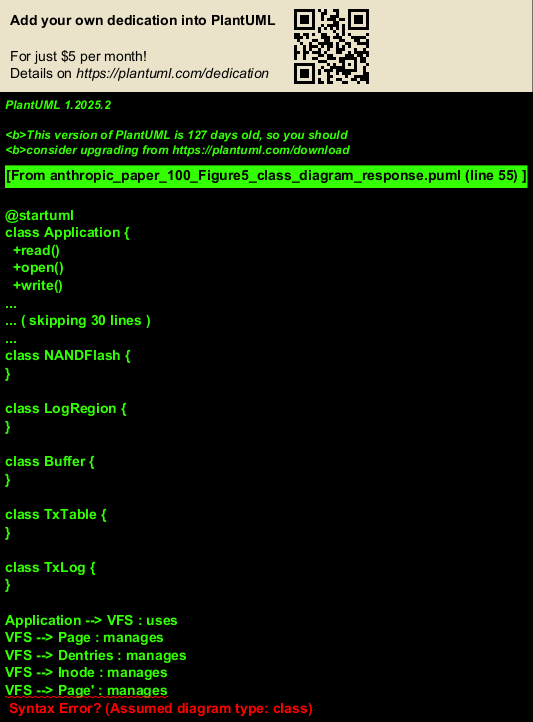 Add your own dedication into PlantUML
For just $5 per month!
Details on https://plantuml.com/dedication
PlantUML 1.2025.2
<b>This version of PlantUML is 127 days old, so you should
<b>consider upgrading from https://plantuml.com/download
[From anthropic_paper_100_Figure5_class_diagram_response.puml (line 55) ]
@startuml
class Application {
+read()
+open()
+write()
...
... ( skipping 30 lines )
...
class NANDFlash {
}
class LogRegion {
}
class Buffer {
}
class TxTable {
}
class TxLog {
}
Application --> VFS : uses
VFS --> Page : manages
VFS --> Dentries : manages
VFS --> Inode : manages
VFS --> Page' : manages
Syntax Error? (Assumed diagram type: class)